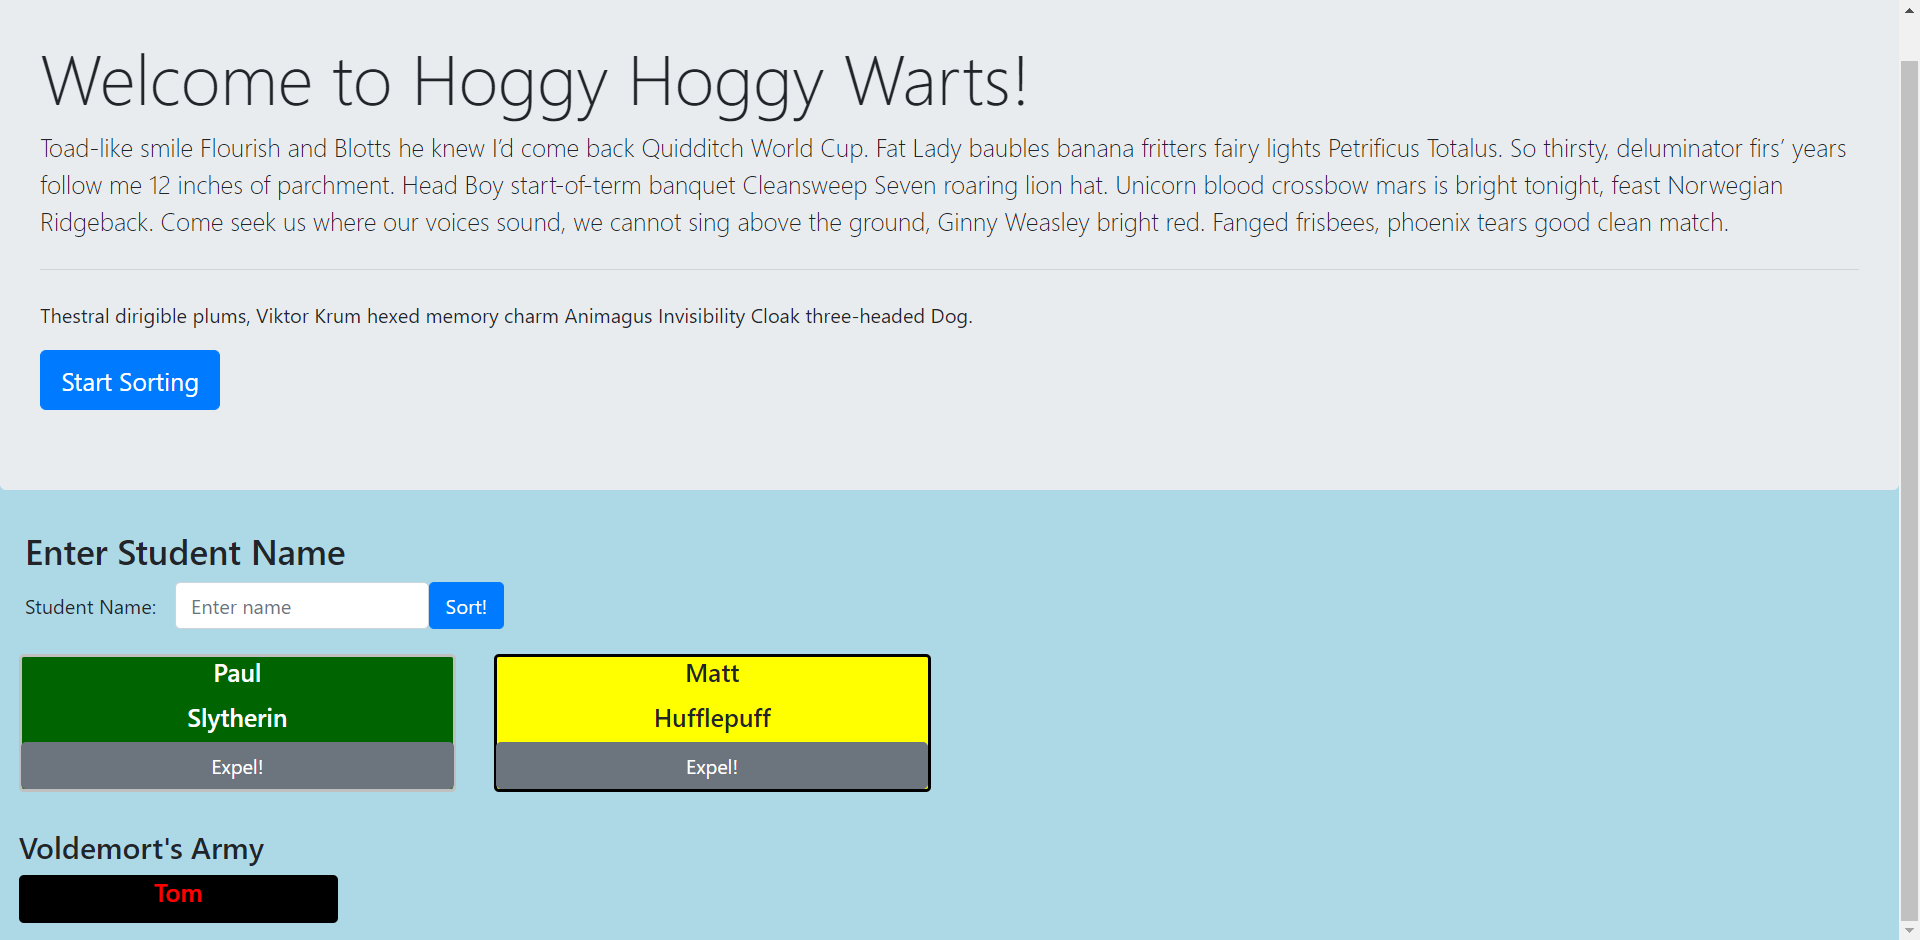 Welcome to Hoggy Hoggy Warts!
Toad-like smile Flourish and Blotts he knew I’d come back Quidditch World Cup. Fat Lady baubles banana fritters fairy lights Petrificus Totalus. So thirsty, deluminator firs’ years
follow me 12 inches of parchment. Head Boy start-of-term banquet Cleansweep Seven roaring lion hat. Unicorn blood crossbow mars is bright tonight, feast Norwegian
Ridgeback. Come seek us where our voices sound, we cannot sing above the ground, Ginny Weasley bright red. Fanged frisbees, phoenix tears good clean match.
Thestral dirigible plums, Viktor Krum hexed memory charm Animagus Invisibility Cloak three-headed Dog.
Start Sorting
Enter Student Name
Student Name: Enter name Sort!
Paul
Slytherin
Expel!
Matt
Hufflepuff
Expel!
Voldemort's Army
Tom